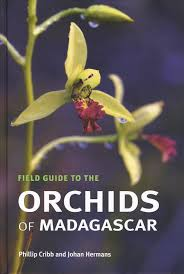 FIELD GUIDE TO THE
ORCHIDS
OF MADAGASCAR
Phillip Cribb and Johan Hermans